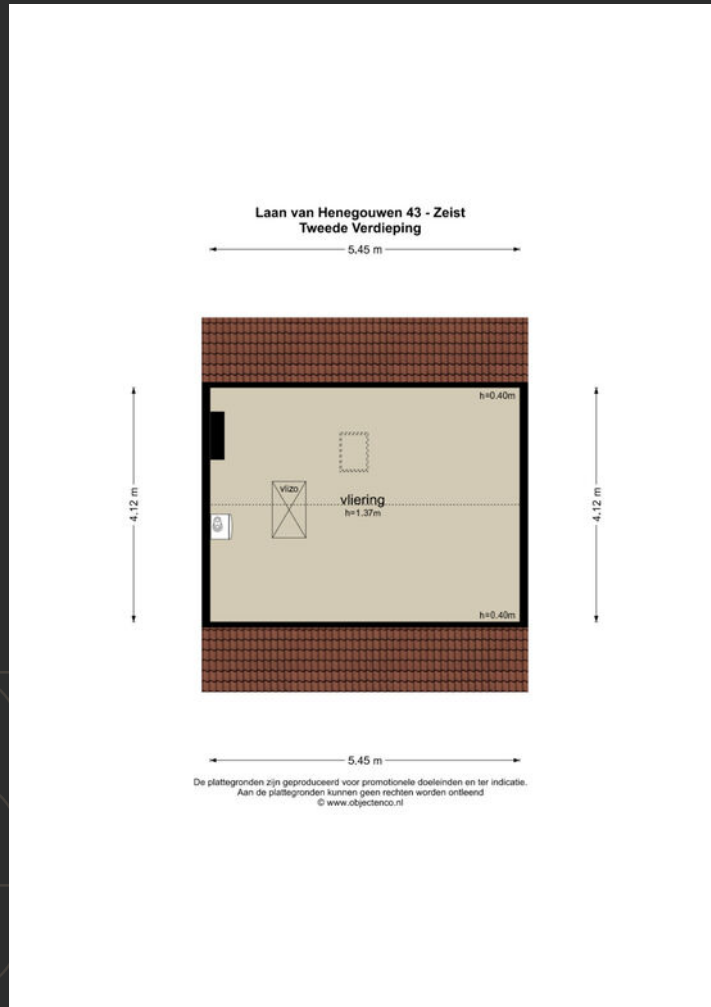 Laan van Henegouwen 43 - Zeist
Tweede Verdieping
5.45 m
h=0.40m
vlizo
vliering
h=1.37m
4.12 m
4.12 m
h=0.40m
5.45 m
De plattegronden zijn geproduceerd voor promotionele doeleinden en ter indicatie.
Aan de plattegronden kunnen geen rechten worden ontleend
© www.objectenco.nl